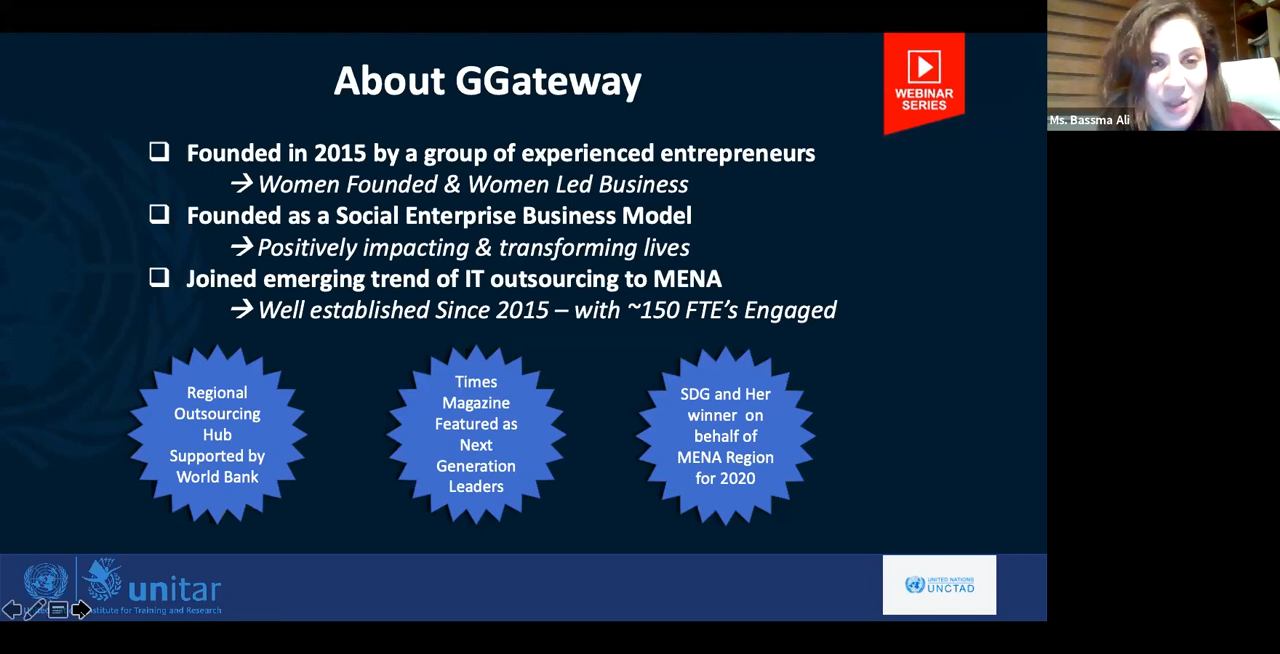 About GGateway
WEBINAR
SERIES
Ms. Bassma Ali
❑ Founded in 2015 by a group of experienced entrepreneurs
→ Women Founded & Women Led Business
❑ Founded as a Social Enterprise Business Model
→ Positively impacting & transforming lives
❑ Joined emerging trend of IT outsourcing to MENA
→ Well established Since 2015 – with ~150 FTE's Engaged
Regional
Outsourcing
Hub
Supported by
World Bank
Times
Magazine
Featured as
Next
Generation
Leaders
SDG and Her
winner on
behalf of
MENA Region
for 2020
unitar
Institute for Training and Research
UNITED NATIONS
UNCTAD